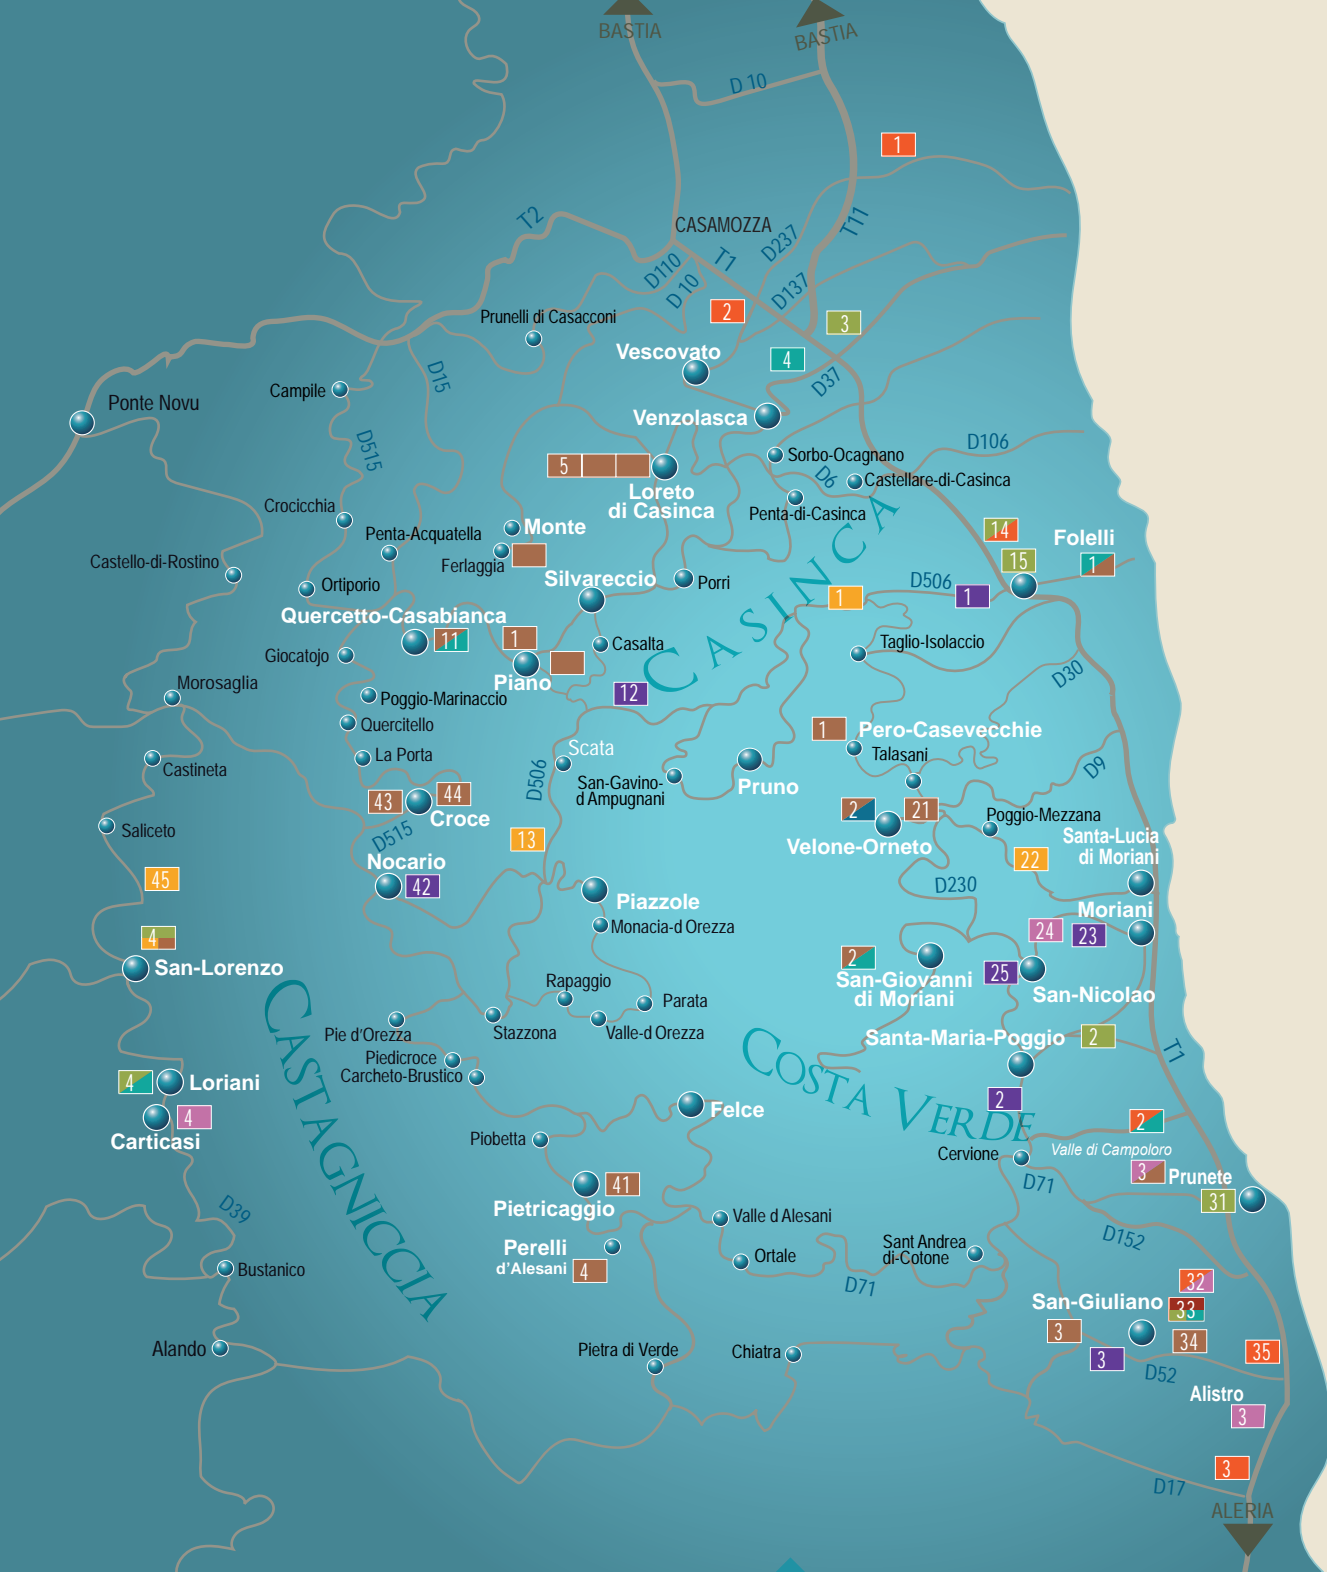 BASTIA
BASTIA
D 10
1
T2
CASAMOZZA
D237
T11
D110
T1
D 10
D137
2
3
Prunelli di Casacconi
Vescovato
4
D15
D37
Campile
Ponte Novu
Venzolasca
D515
D106
Sorbo-Ocagnano
5
D6
Castellare-di-Casinca
Loreto
di Casinca
Penta-di-Casinca
Crocicchia
Monte
14
Folelli
Penta-Acquatella
Ferlaggia
15
1
Castello-di-Rostino
Silvareccio
Porri
D506
Ortiporio
1
1
CASINCA
Quercetto-Casabianca
11
1
Casalta
Taglio-Isolaccio
Giocatojo
Piano
D30
Morosaglia
Poggio-Marinaccio
12
Quercitello
1
Pero-Casevecchie
Scata
Talasani
La Porta
Castineta
D506
San-Gavino-
d Ampugnani
Pruno
D9
43
44
Croce
2
21
Poggio-Mezzana
Saliceto
D515
13
Velone-Orneto
Santa-Lucia
di Moriani
22
Nocario
42
45
D230
Piazzole
Moriani
Monacia-d Orezza
24
23
4
San-Lorenzo
2
San-Giovanni
di Moriani
25
San-Nicolao
Rapaggio
Parata
Pie d'Orezza
Stazzona
Valle-d Orezza
Santa-Maria-Poggio
2
T1
Piedicroce
Carcheto-Brustico
COSTA VERDE
4
Loriani
CASTAGNICCIA
2
4
Carticasi
Felce
2
Piobetta
Cervione
Valle di Campoloro
3
Prunete
D71
31
41
Pietricaggio
D39
Valle d Alesani
D152
Perelli
d'Alesani
4
Ortale
Sant Andrea
di-Cotone
Bustanico
D71
32
San-Giuliano
33
3
34
Alando
Pietra di Verde
Chiatra
3
35
D52
Alistro
3
3
D17
ALERIA